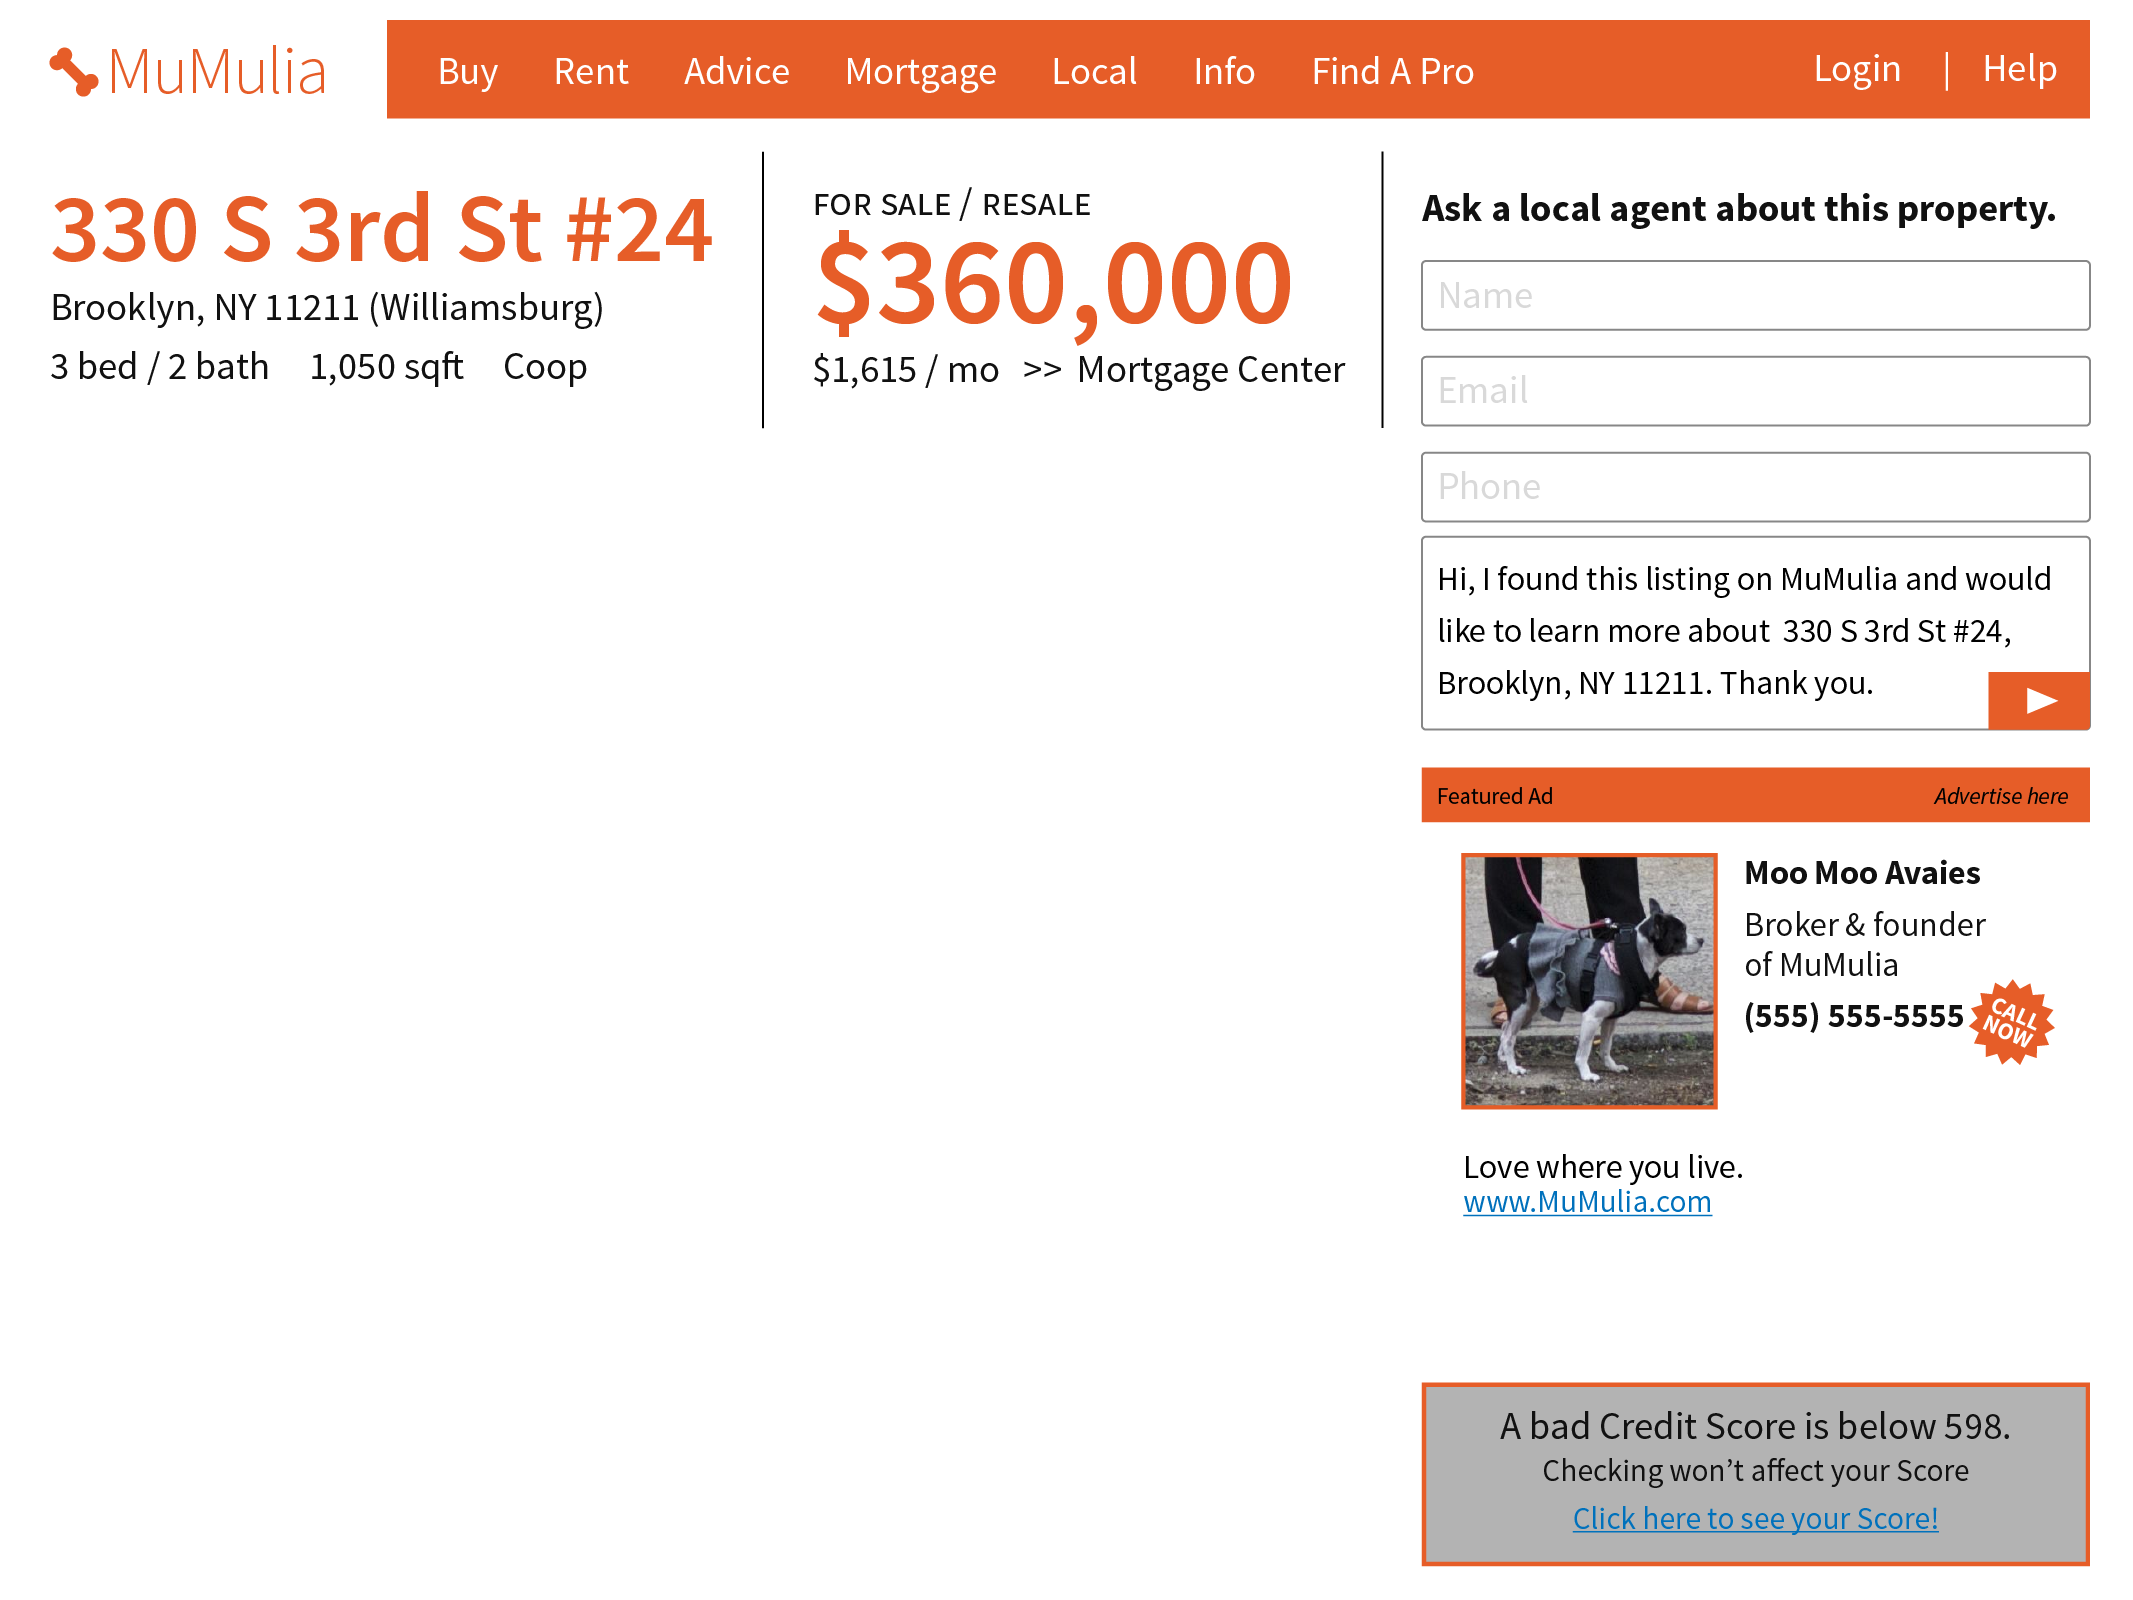 MuMulia
Buy Rent Advice Mortgage Local Info Find A Pro Login | Help
330 S 3rd St #24
Brooklyn, NY 11211 (Williamsburg)
3 bed / 2 bath 1,050 sqft Coop
FOR SALE / RESALE
$360,000
$1,615 / mo >> Mortgage Center
Ask a local agent about this property.
Name
Email
Phone
Hi, I found this listing on MuMulia and would
like to learn more about 330 S 3rd St #24,
Brooklyn, NY 11211. Thank you.
Featured Ad Advertise here
Moo Moo Avaies
Broker & founder
of MuMulia
(555) 555-5555
CALL
NOW
Love where you live.
www.MuMulia.com
A bad Credit Score is below 598.
Checking won’t affect your Score
Click here to see your Score!